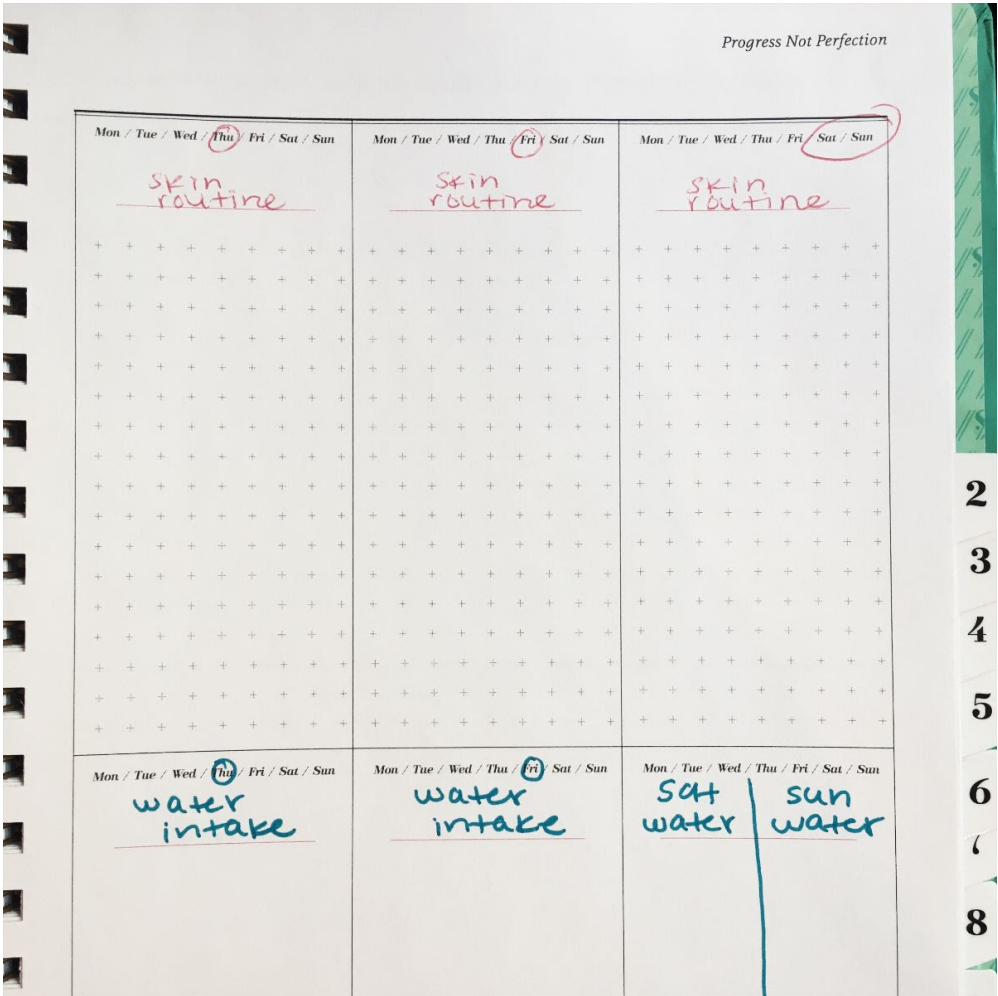 Progress Not Perfection
Mon / Tue / Wed / Thu / Fri / Sat / Sun
skin
routine
Mon / Tue / Wed / Thu / Fri / Sat / Sun
skin
routine
Mon / Tue / Wed / Thu / Fri / Sat / Sun
skin
routine
Mon / Tue / Wed / Thu / Fri / Sat / Sun
water
intake
Mon / Tue / Wed / Thu / Fri / Sat / Sun
water
intake
Mon / Tue / Wed / Thu / Fri / Sat / Sun
sat
water
sun
water
2
3
4
5
6
8